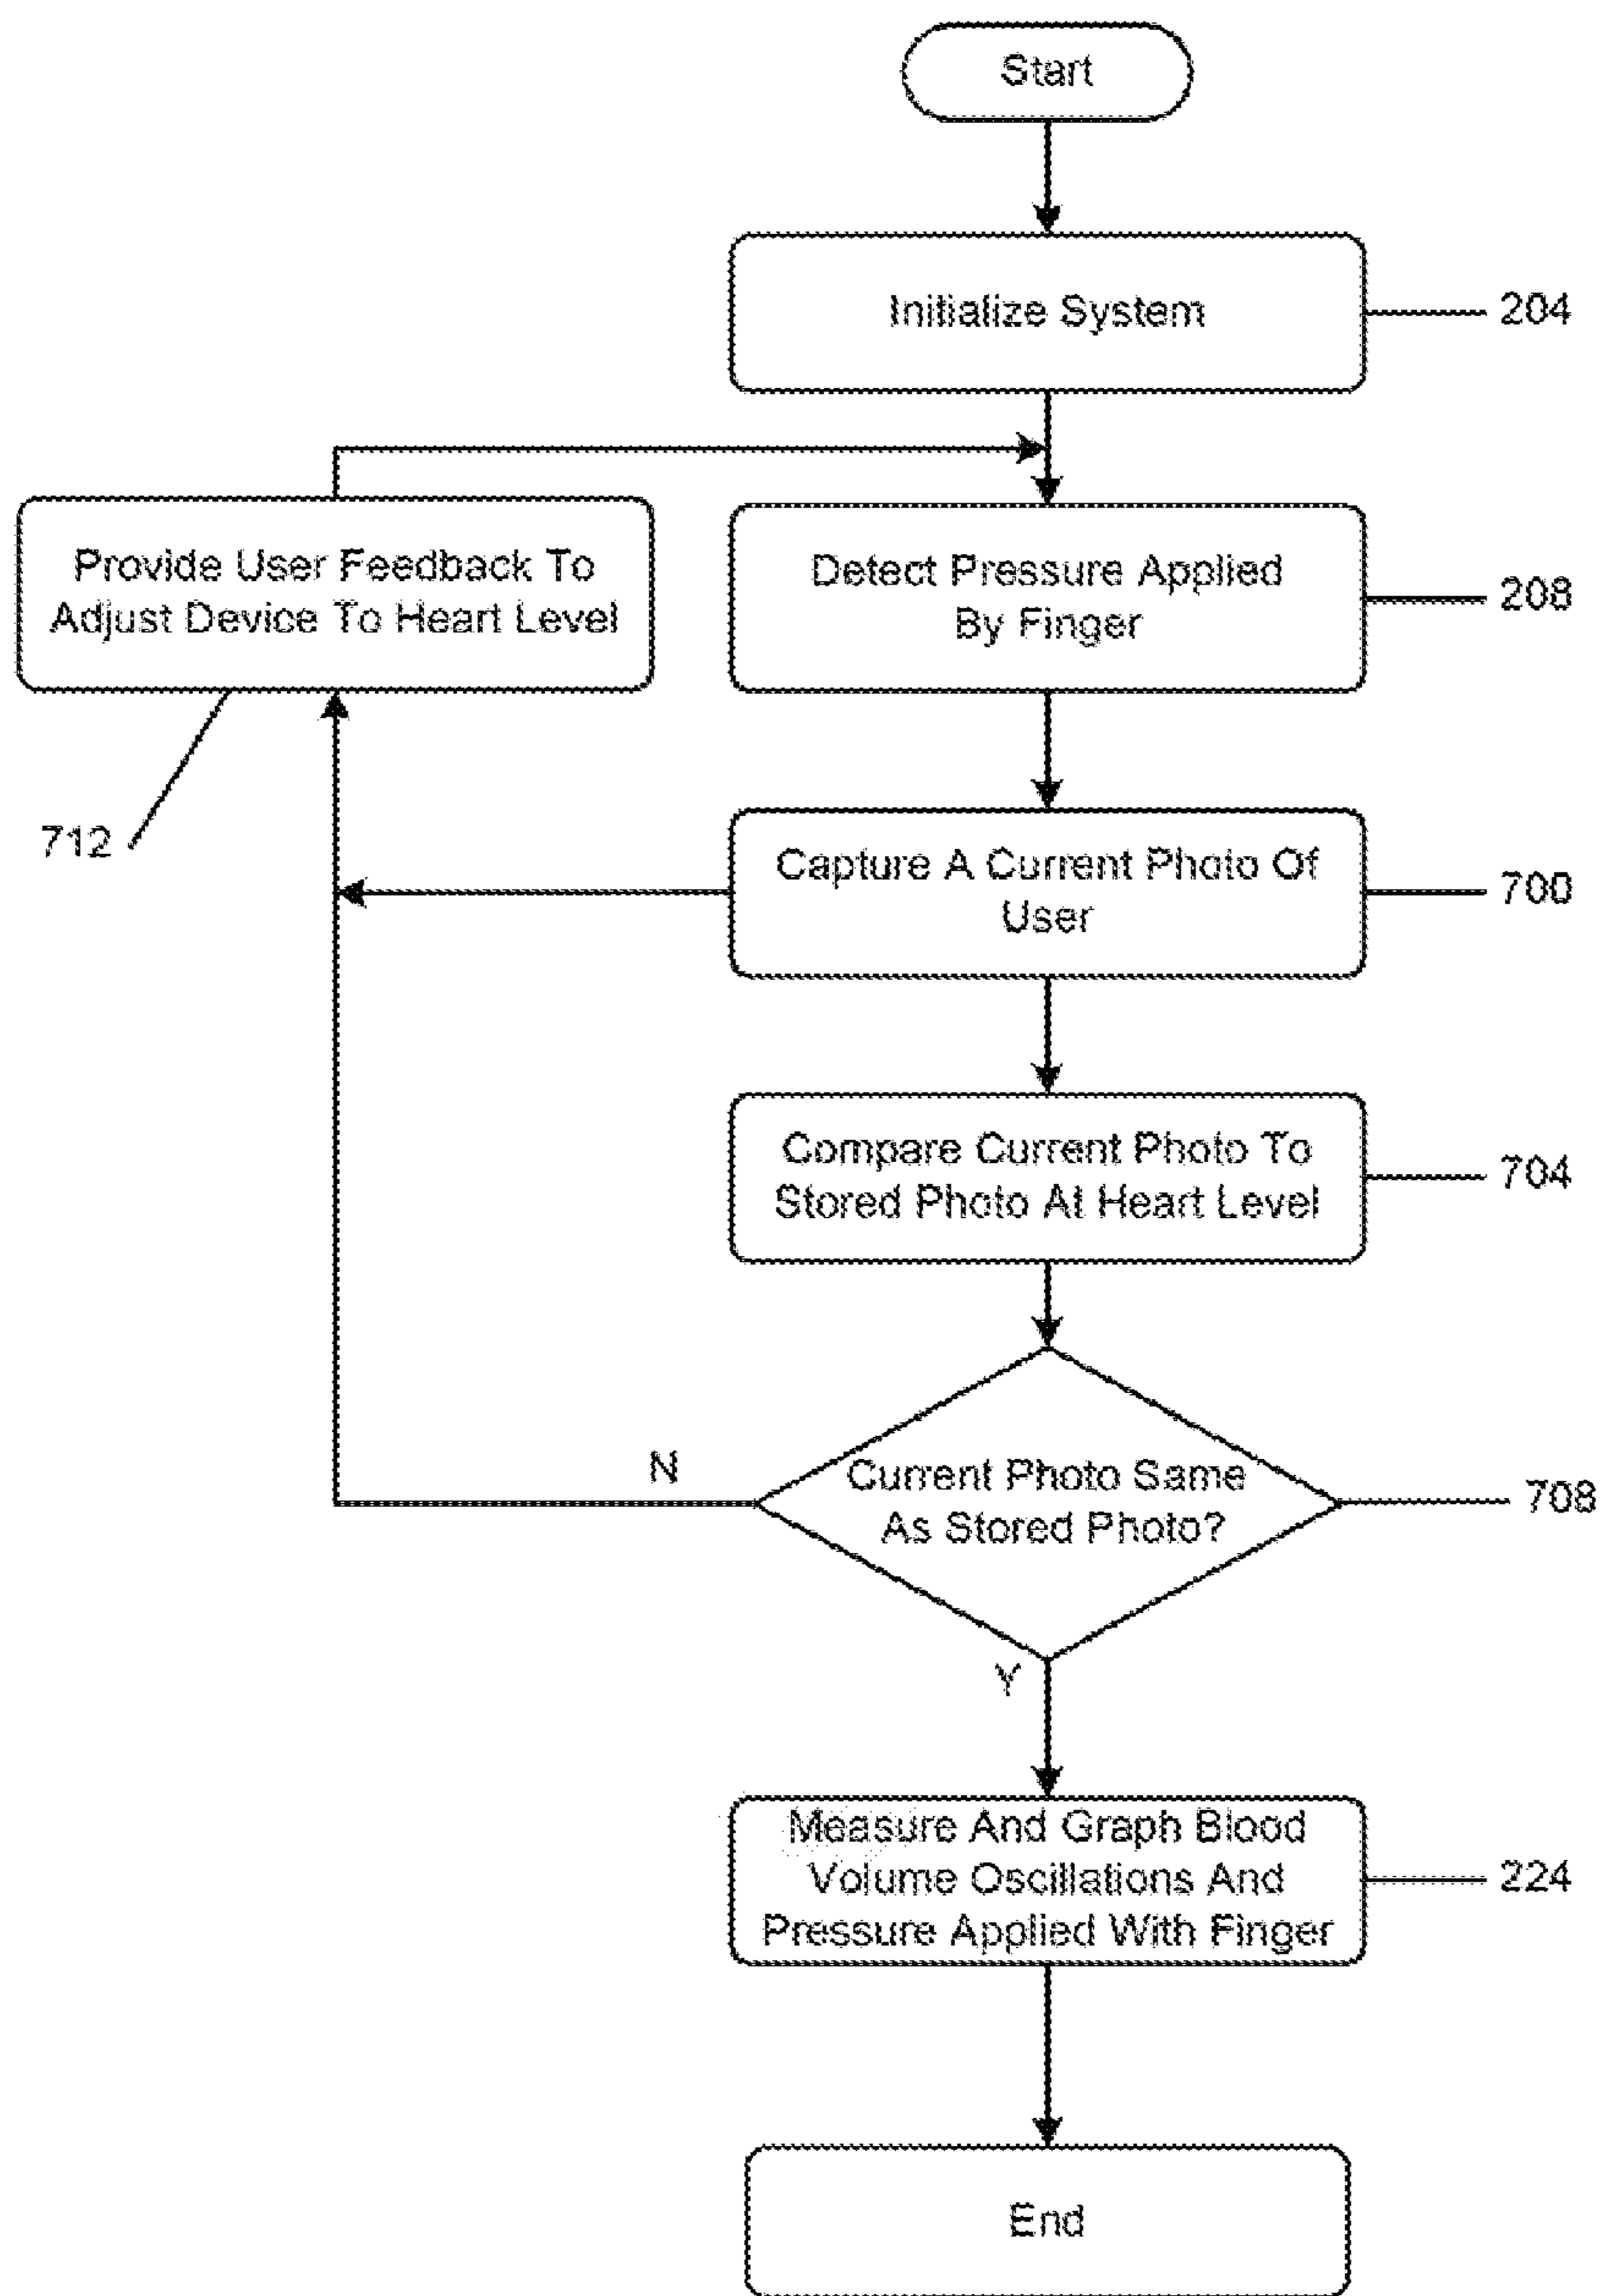 Start
Initialize System
204
Provide User Feedback To
Adjust Device To Heart Level
712
Detect Pressure Applied
By Finger
208
Capture A Current Photo Of
User
700
Compare Current Photo To
Stored Photo At Heart Level
704
Current Photo Same
As Stored Photo?
708
N
Y
Measure And Graph Blood
Volume Oscillations And
Pressure Applied With Finger
224
End